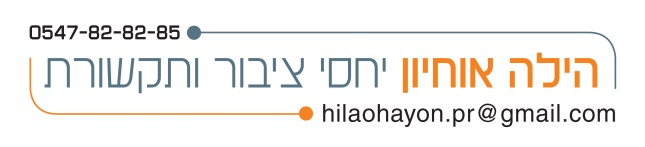 0547-82-82-85
הילה אוחיון יחסי ציבור ותקשורת
hilaohayon.pr@gmail.com